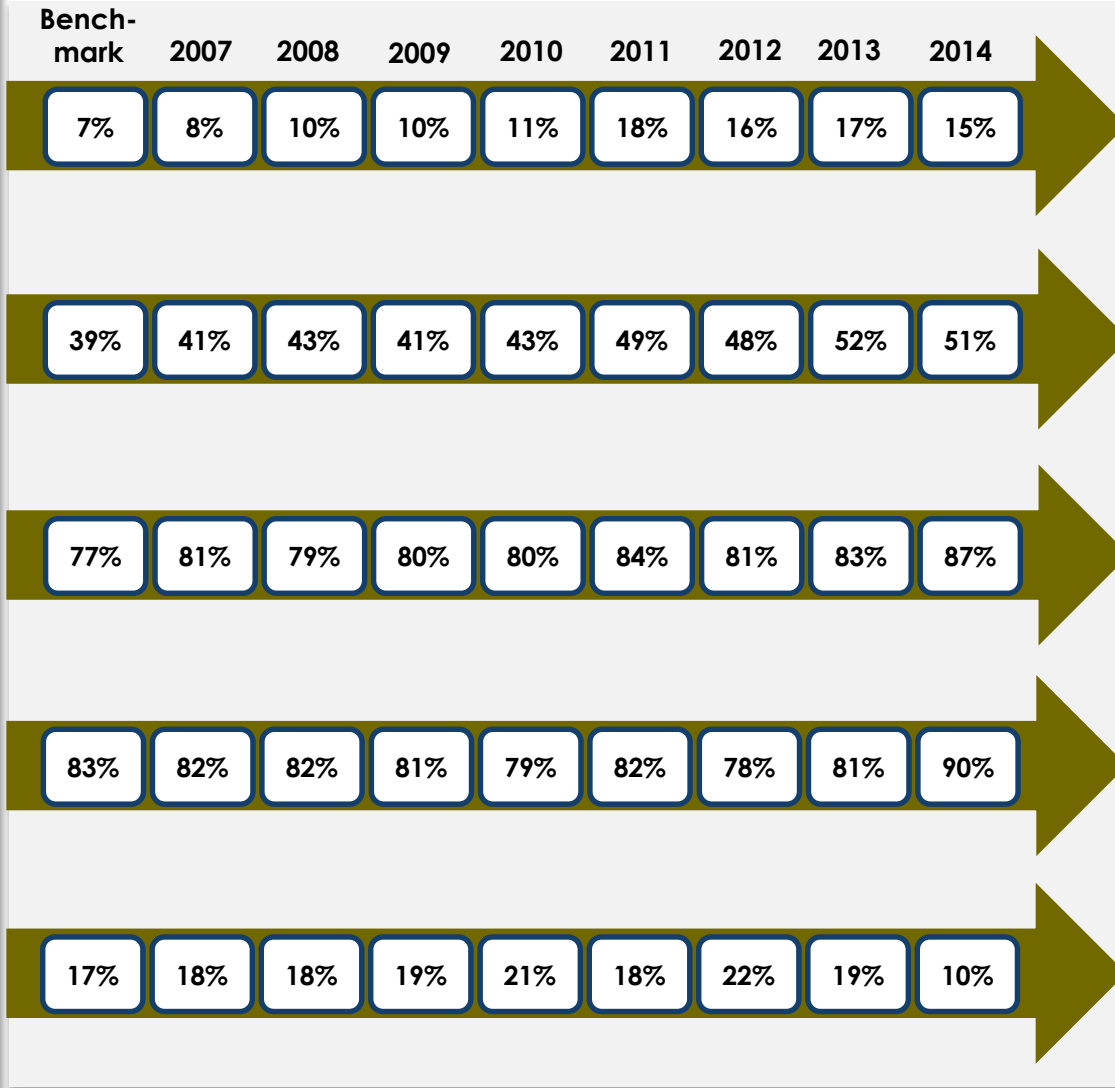 Bench-
mark 2007 2008 2009 2010 2011 2012 2013 2014
7% 8% 10% 10% 11% 18% 16% 17% 15%
39% 41% 43% 41% 43% 49% 48% 52% 51%
77% 81% 79% 80% 80% 84% 81% 83% 87%
83% 82% 82% 81% 79% 82% 78% 81% 90%
17% 18% 18% 19% 21% 18% 22% 19% 10%